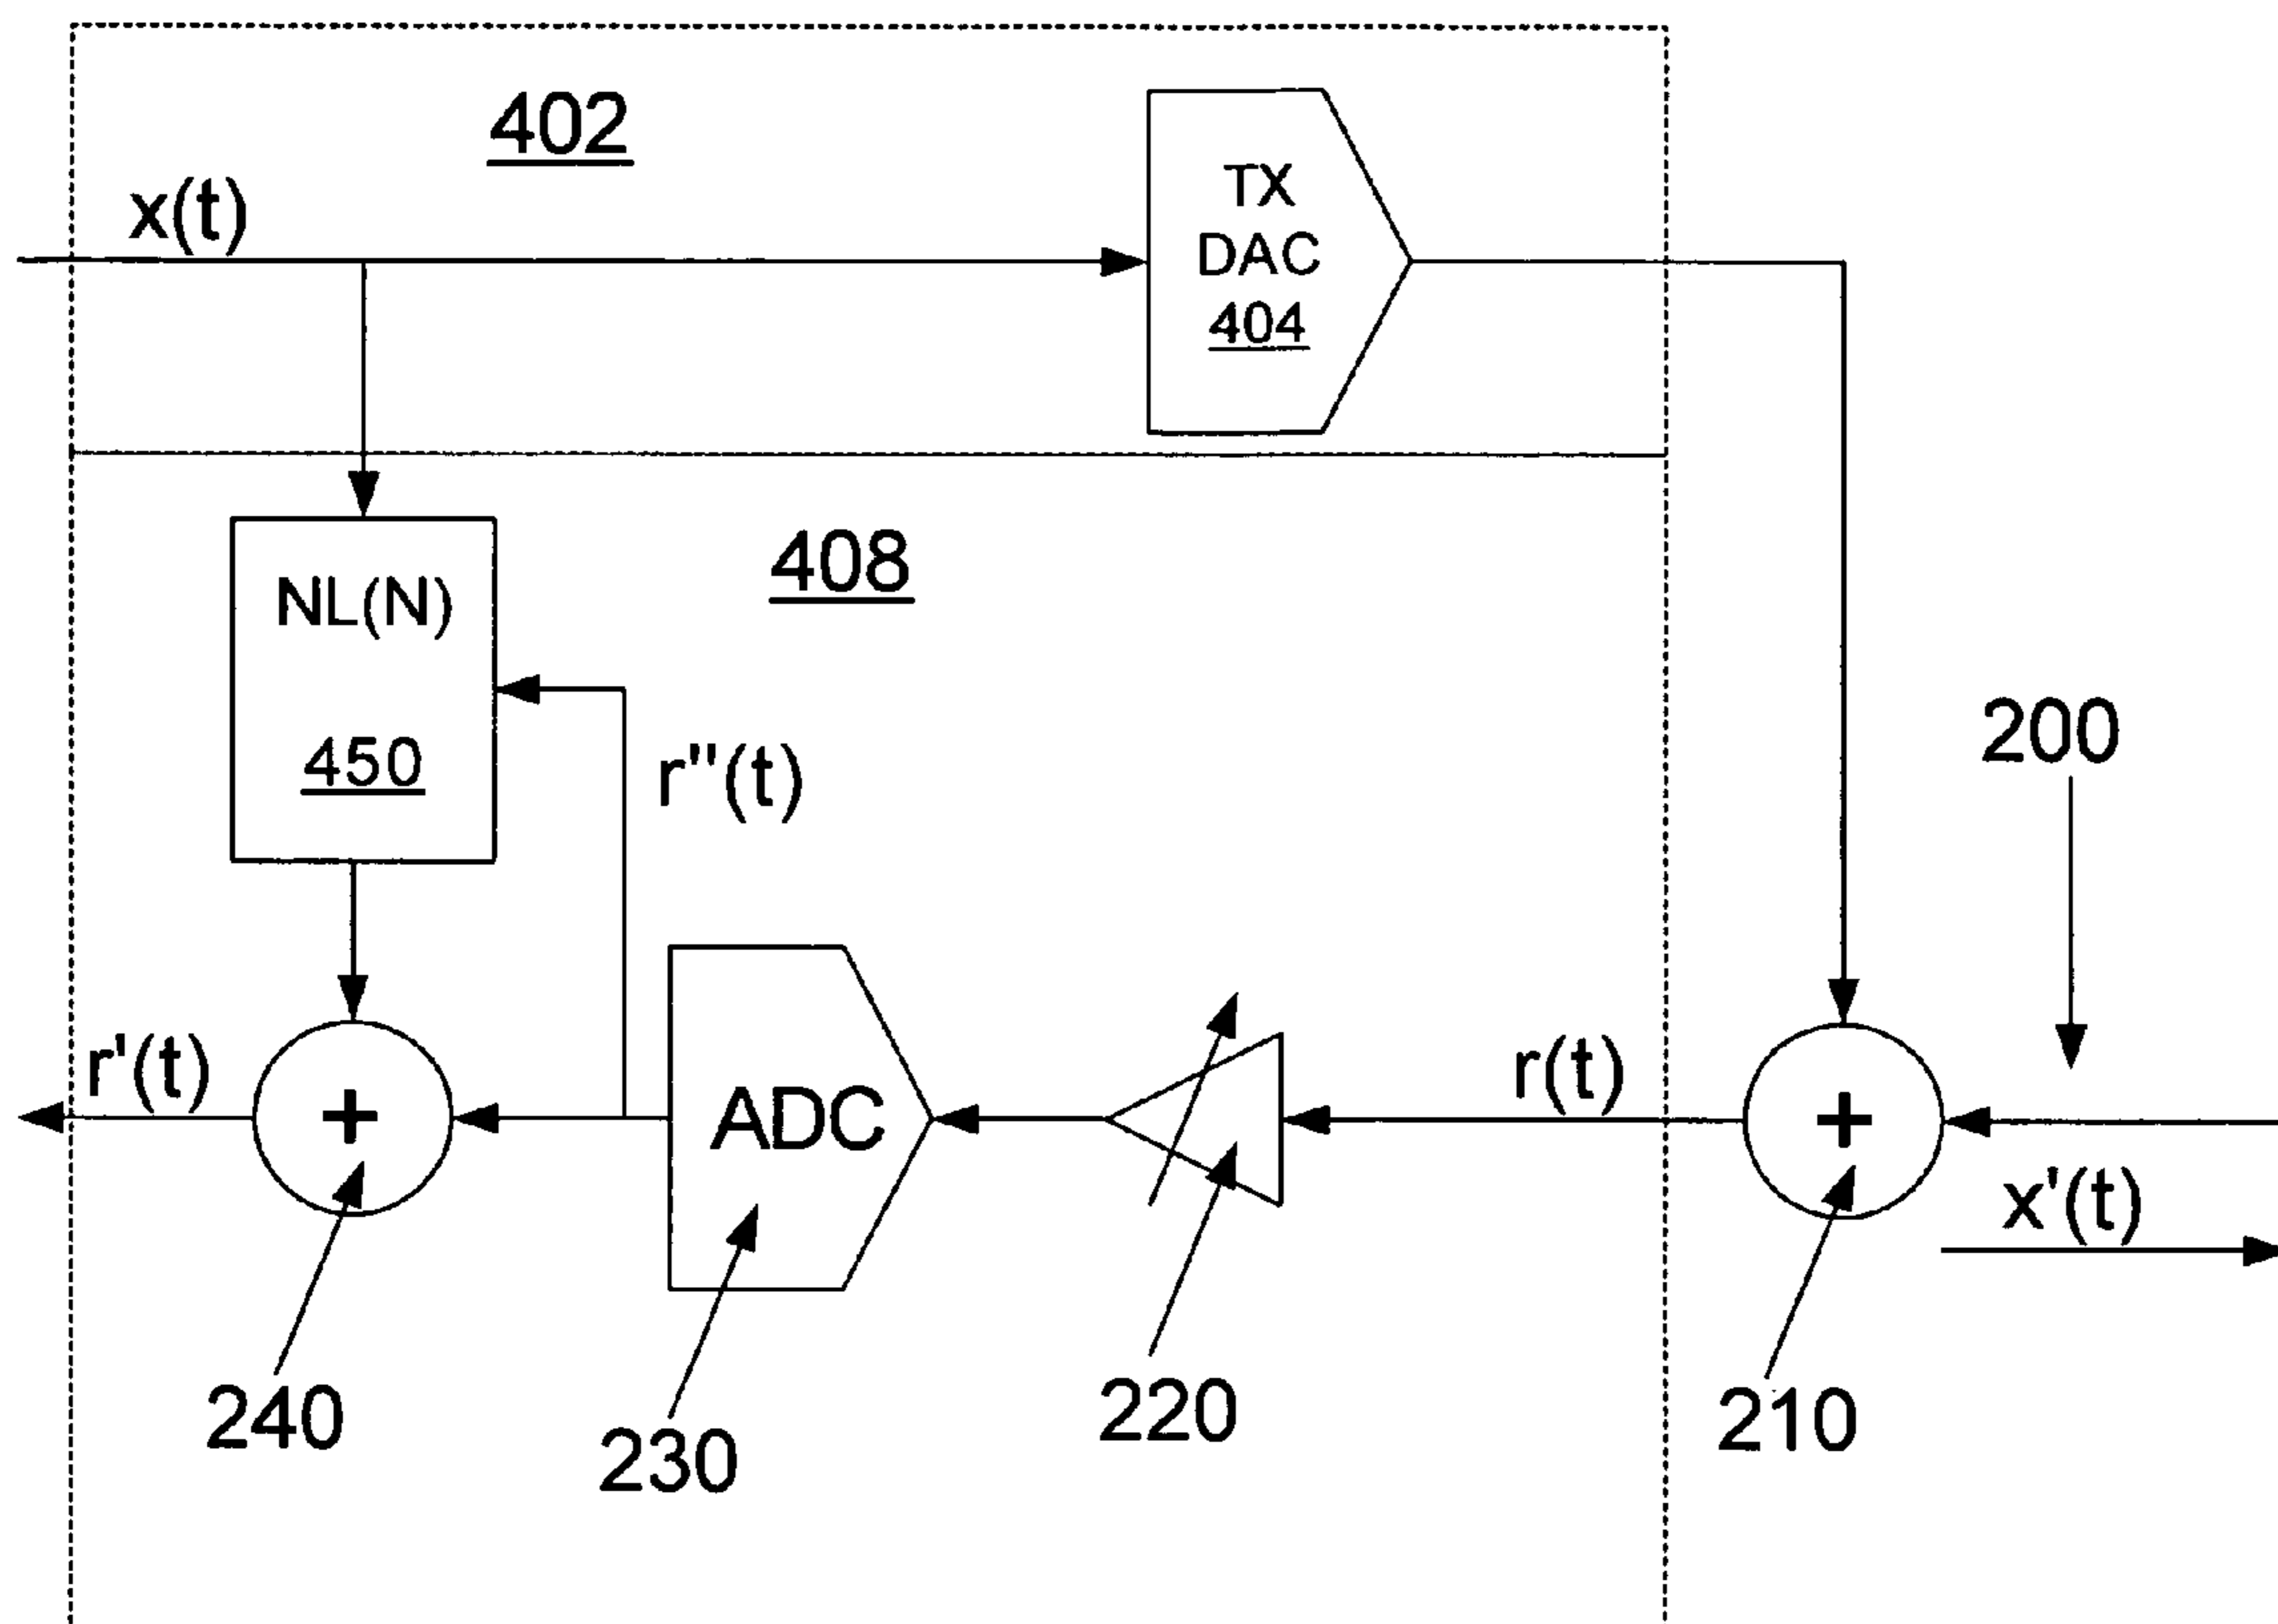 402
x(t)
TX
DAC
404
408
NL(N)
450
r''(t)
200
r'(t)
+
ADC
r(t)
+
x'(t)
240
230
220
210